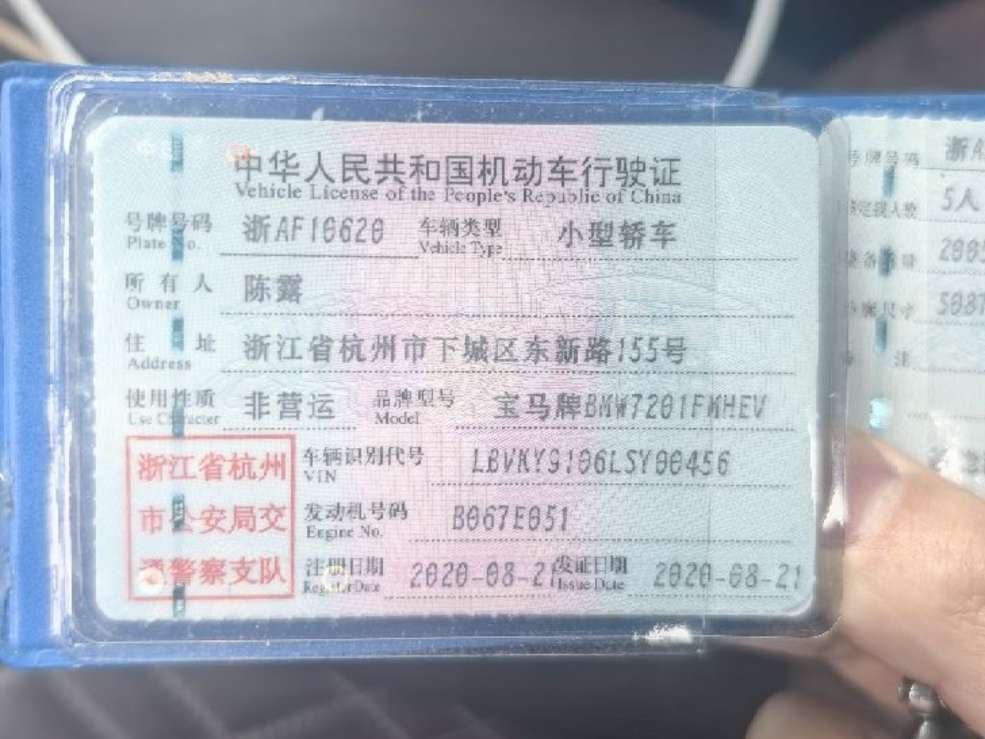 中华人民共和国机动车行驶证
Vehicle License of the People's Republic of China
号牌号码 浙AF10620 车辆类型 小型轿车
Plate No. Vehicle Type
所有人 陈露
Owner
住址 浙江省杭州市下城区东新路155号
Address
使用性质 非营运 品牌型号 宝马牌BMW7201FMHEV
Use Character Model
浙江省杭州
市公安局交
通警察支队
车辆识别代号 LBVKY9106LSY00456
VIN
发动机号码 B067E051
Engine No.
注册日期 2020-08-21 发证日期 2020-08-21
Register Date Issue Date
号牌号码 浙A
5人